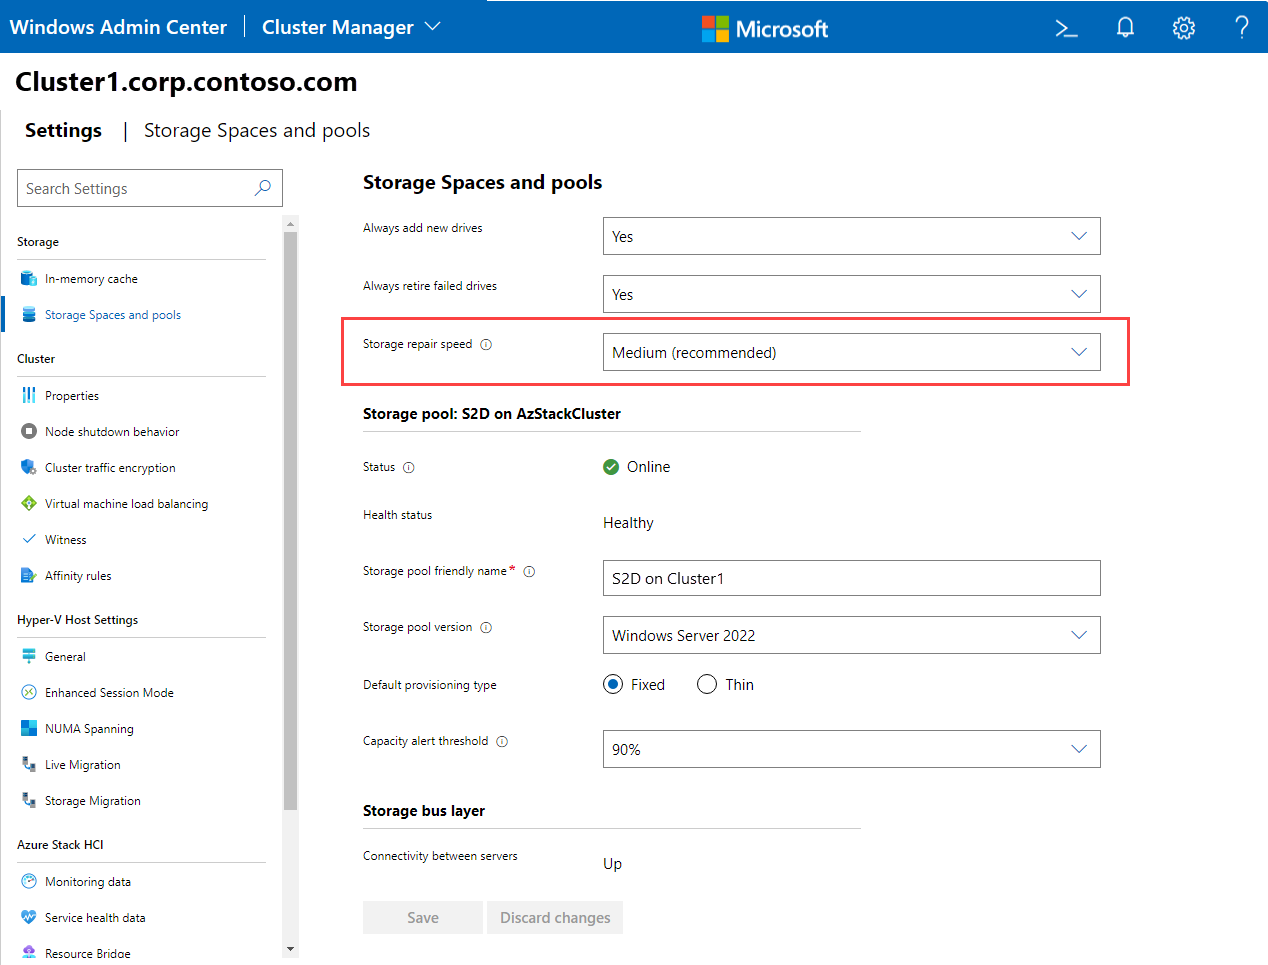 Windows Admin Center | Cluster Manager
Microsoft
Cluster1.corp.contoso.com
Settings | Storage Spaces and pools
Search Settings
Storage
In-memory cache
Storage Spaces and pools
Cluster
Properties
Node shutdown behavior
Cluster traffic encryption
Virtual machine load balancing
Witness
Affinity rules
Hyper-V Host Settings
General
Enhanced Session Mode
NUMA Spanning
Live Migration
Storage Migration
Azure Stack HCI
Monitoring data
Service health data
Resource Bridge
Storage Spaces and pools
Always add new drives
Yes
Always retire failed drives
Yes
Storage repair speed
Medium (recommended)
Storage pool: S2D on AzStackCluster
Status
Online
Health status
Healthy
Storage pool friendly name*
S2D on Cluster1
Storage pool version
Windows Server 2022
Default provisioning type
Fixed Thin
Capacity alert threshold
90%
Storage bus layer
Connectivity between servers
Up
Save Discard changes